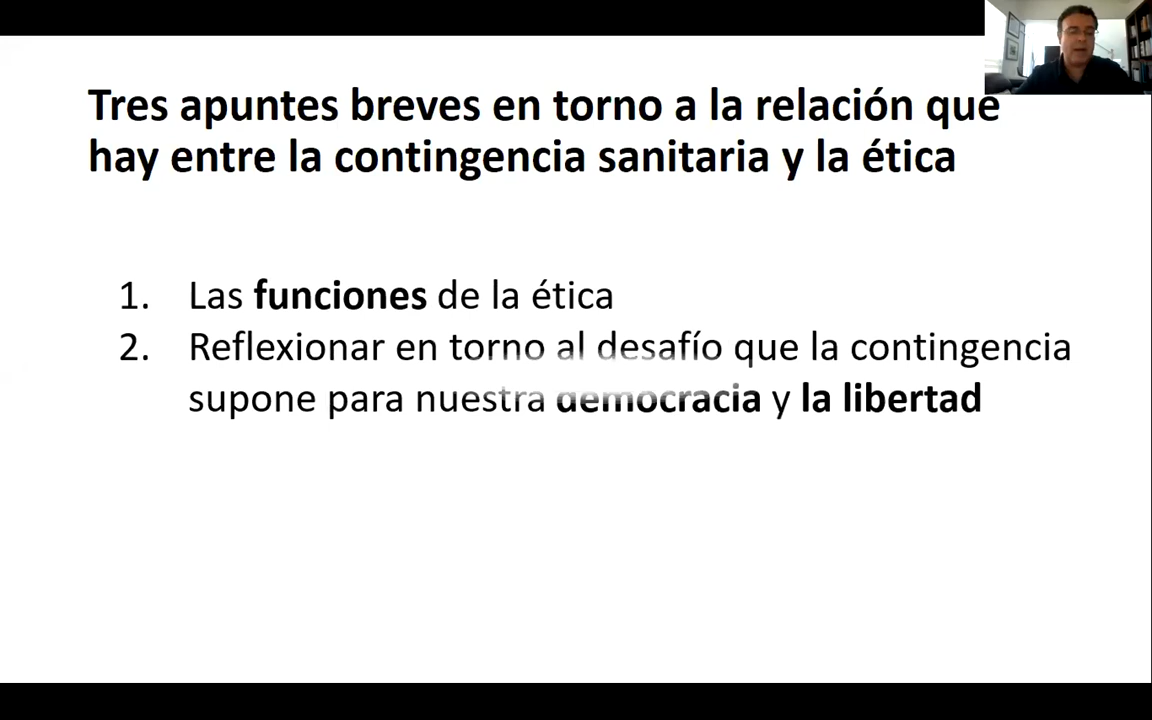 Tres apuntes breves en torno a la relación que
hay entre la contingencia sanitaria y la ética
1. Las funciones de la ética
2. Reflexionar en torno al desafío que la contingencia
supone para nuestra democracia y la libertad